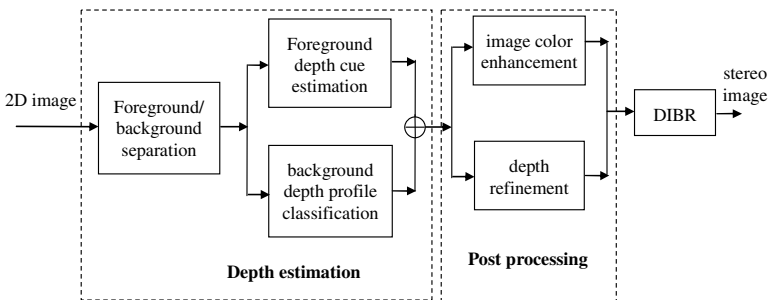 2D image
Foreground/
background
separation
Foreground
depth cue
estimation
background
depth profile
classification
Depth estimation
image color
enhancement
depth
refinement
Post processing
DIBR
stereo
image